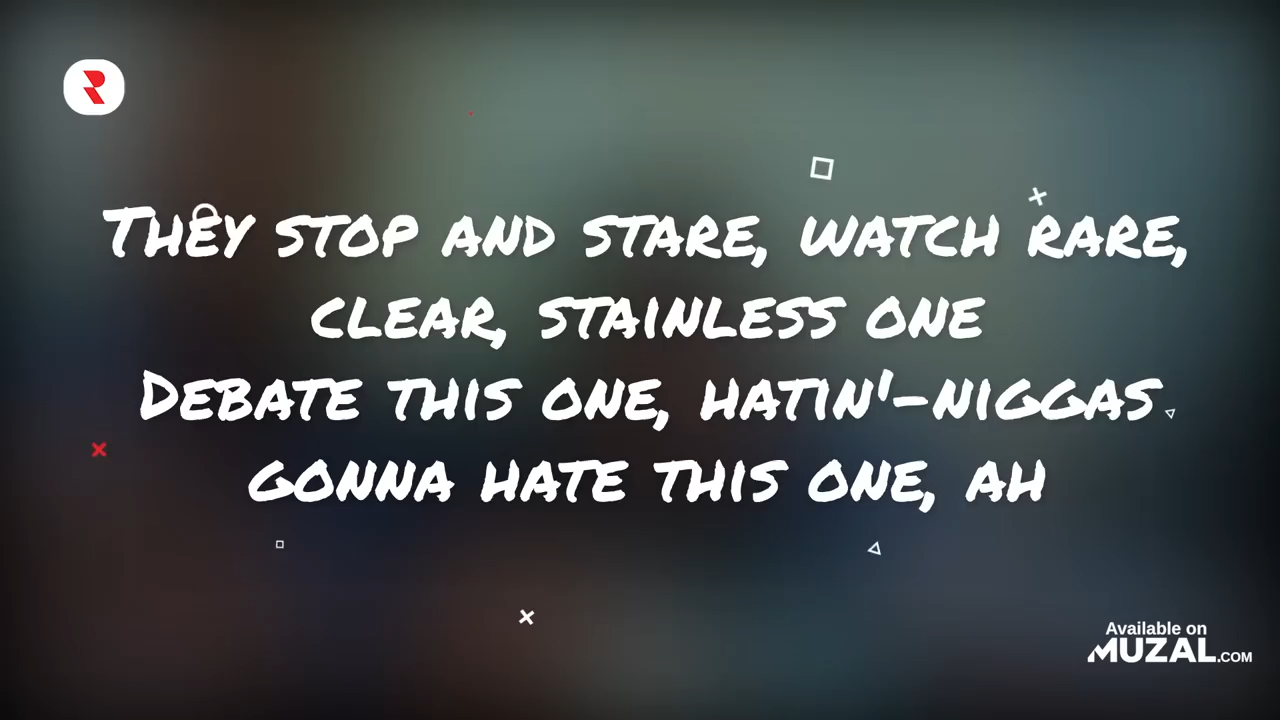 They stop and stare, watch rare,
clear, stainless one
Debate this one, hatin'-niggas
gonna hate this one, ah
Available on
MUZAL.COM